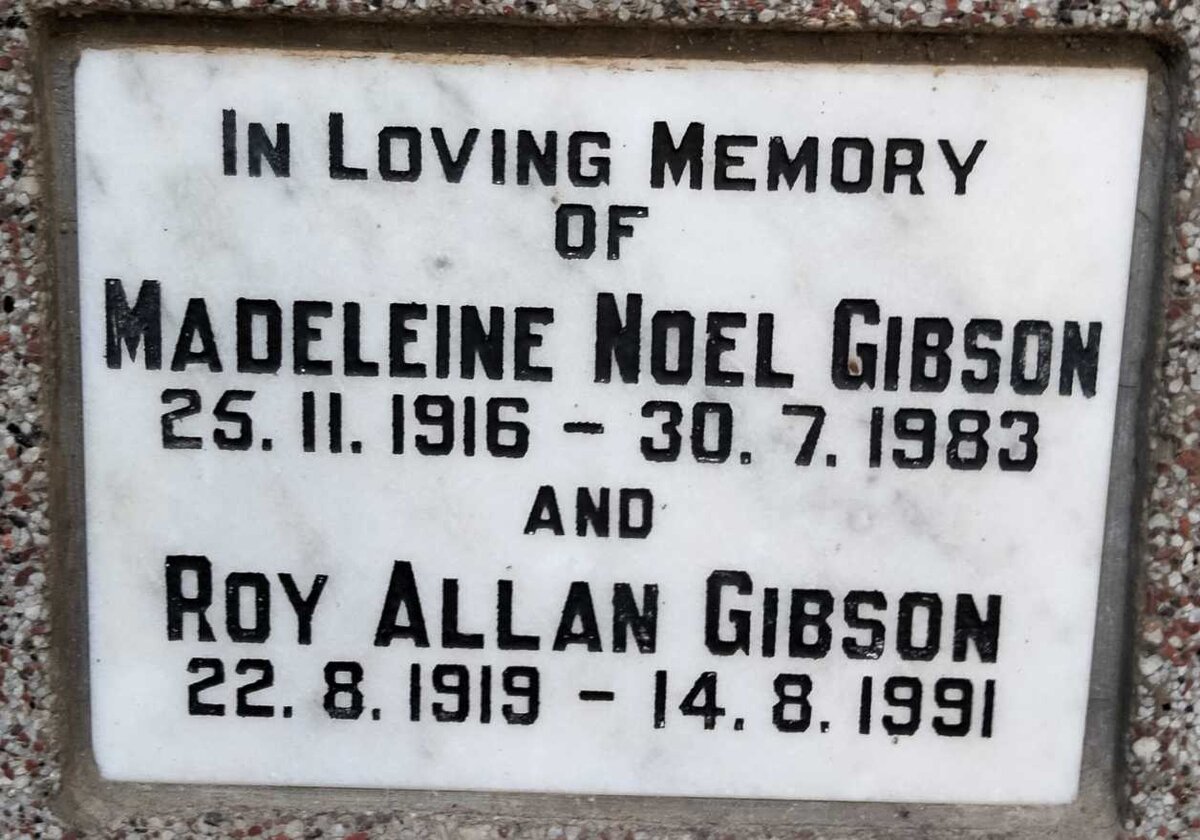 IN LOVING MEMORY
OF
MADELEINE NOEL GIBSON
25. 11. 1916 - 30. 7. 1983
AND
ROY ALLAN GIBSON
22. 8. 1919 - 14. 8. 1991